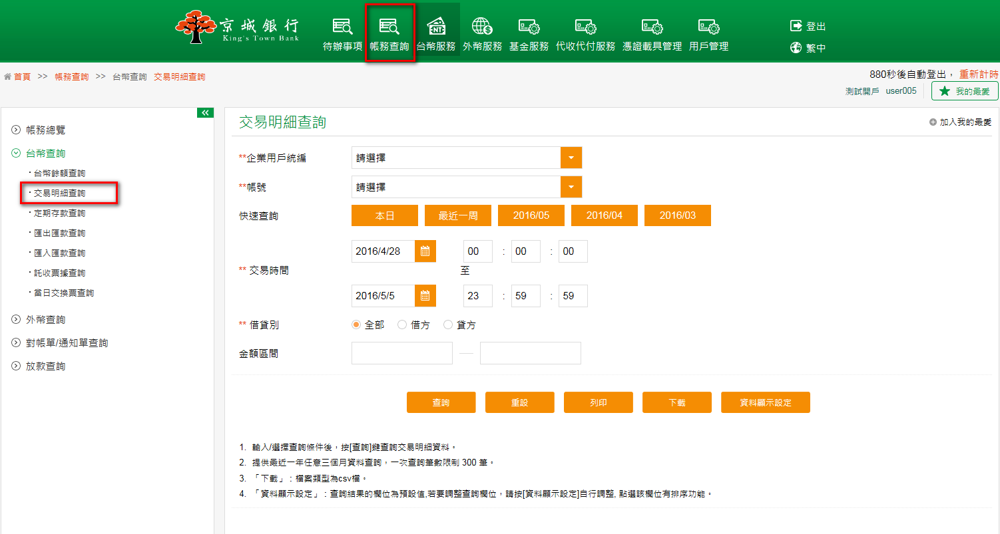 京城銀行
King's Town Bank
待辦事項 帳務查詢 台幣服務 外幣服務 基金服務 代收代付服務 憑證載具管理 用戶管理
NT
登出
繁中
首頁 >> 帳務查詢 >> 台幣查詢 交易明細查詢
880秒後自動登出, 重新計時
測試開戶 user005
我的最愛
帳務總覽
台幣查詢
‧台幣餘額查詢
‧交易明細查詢
‧定期存款查詢
‧匯出匯款查詢
‧匯入匯款查詢
‧託收票據查詢
‧當日交換票查詢
外幣查詢
對帳單/通知單查詢
放款查詢
交易明細查詢
加入我的最愛
**企業用戶統編 請選擇
**帳號 請選擇
快速查詢 本日 最近一周 2016/05 2016/04 2016/03
2016/4/28 00 : 00 : 00
** 交易時間 至
2016/5/5 23 : 59 : 59
** 借貸別 全部 借方 貸方
金額區間
查詢 重設 列印 下載 資料顯示設定
1. 輸入/選擇查詢條件後,按[查詢]鍵查詢交易明細資料。
2. 提供最近一年任意三個月資料查詢,一次查詢筆數限制 300 筆。
3. 「下載」:檔案類型為csv檔。
4. 「資料顯示設定」:查詢結果的欄位為預設值,若要調整查詢欄位,請按[資料顯示設定]自行調整, 點選該欄位有排序功能。